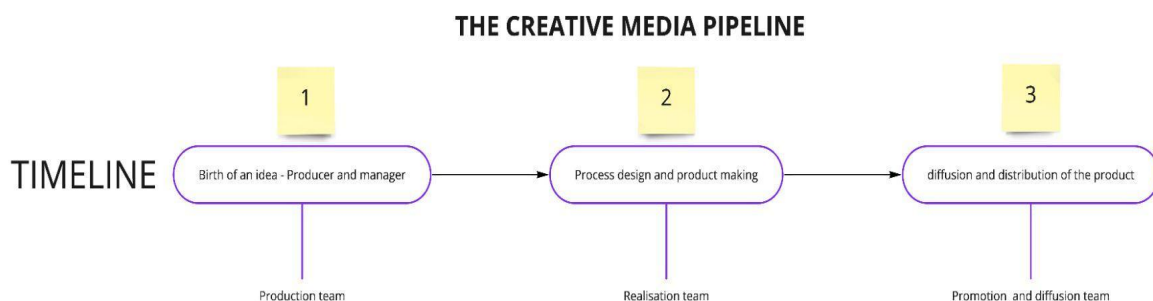 THE CREATIVE MEDIA PIPELINE
1
2
3
TIMELINE
Birth of an idea - Producer and manager
Process design and product making
diffusion and distribution of the product
Production team
Realisation team
Promotion and diffusion team